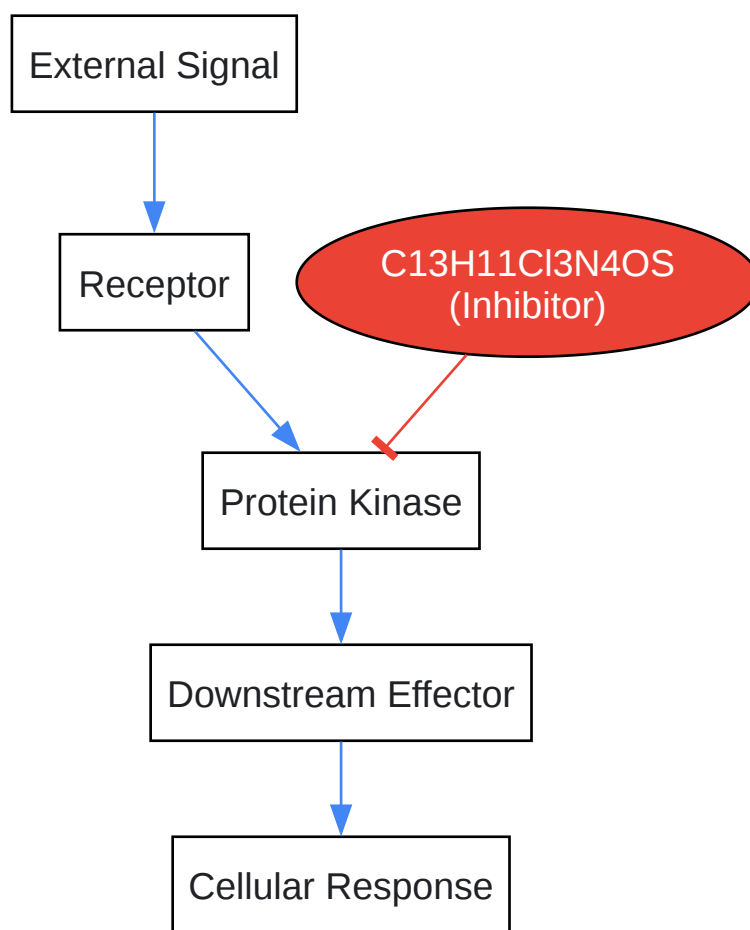 External Signal
Receptor
C13H11Cl3N4OS
(Inhibitor)
Protein Kinase
Downstream Effector
Cellular Response